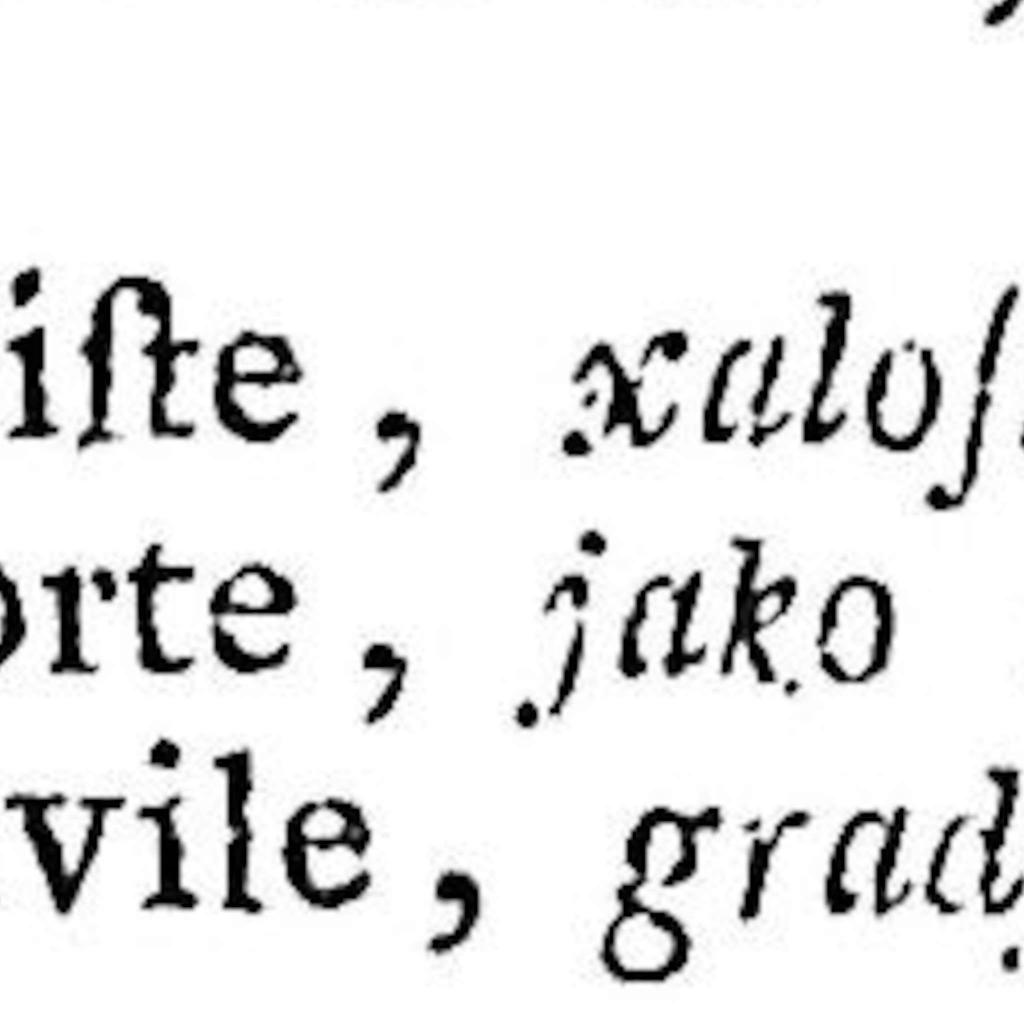 iſte, xaloſ
orte, jako
vile, grad